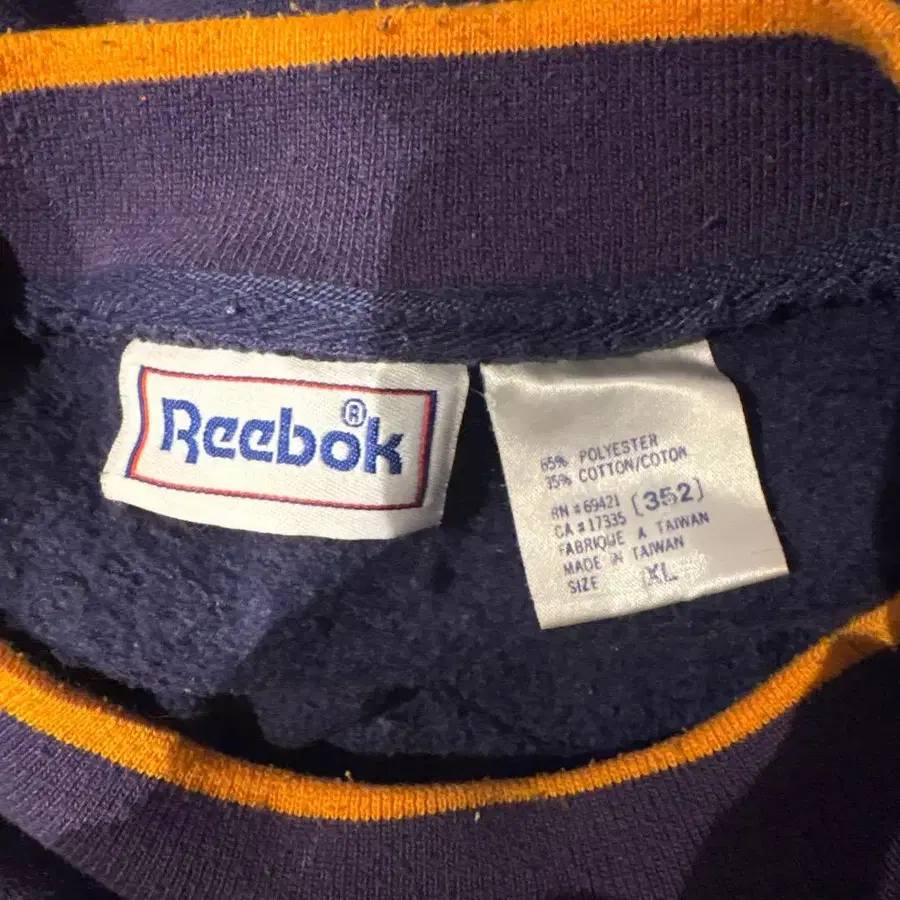 Reebok®
65% POLYESTER
35% COTTON/COTON
RN # 69421 [352]
CA # 17335
FABRIQUE A TAIWAN
MADE IN TAIWAN
SIZE XL